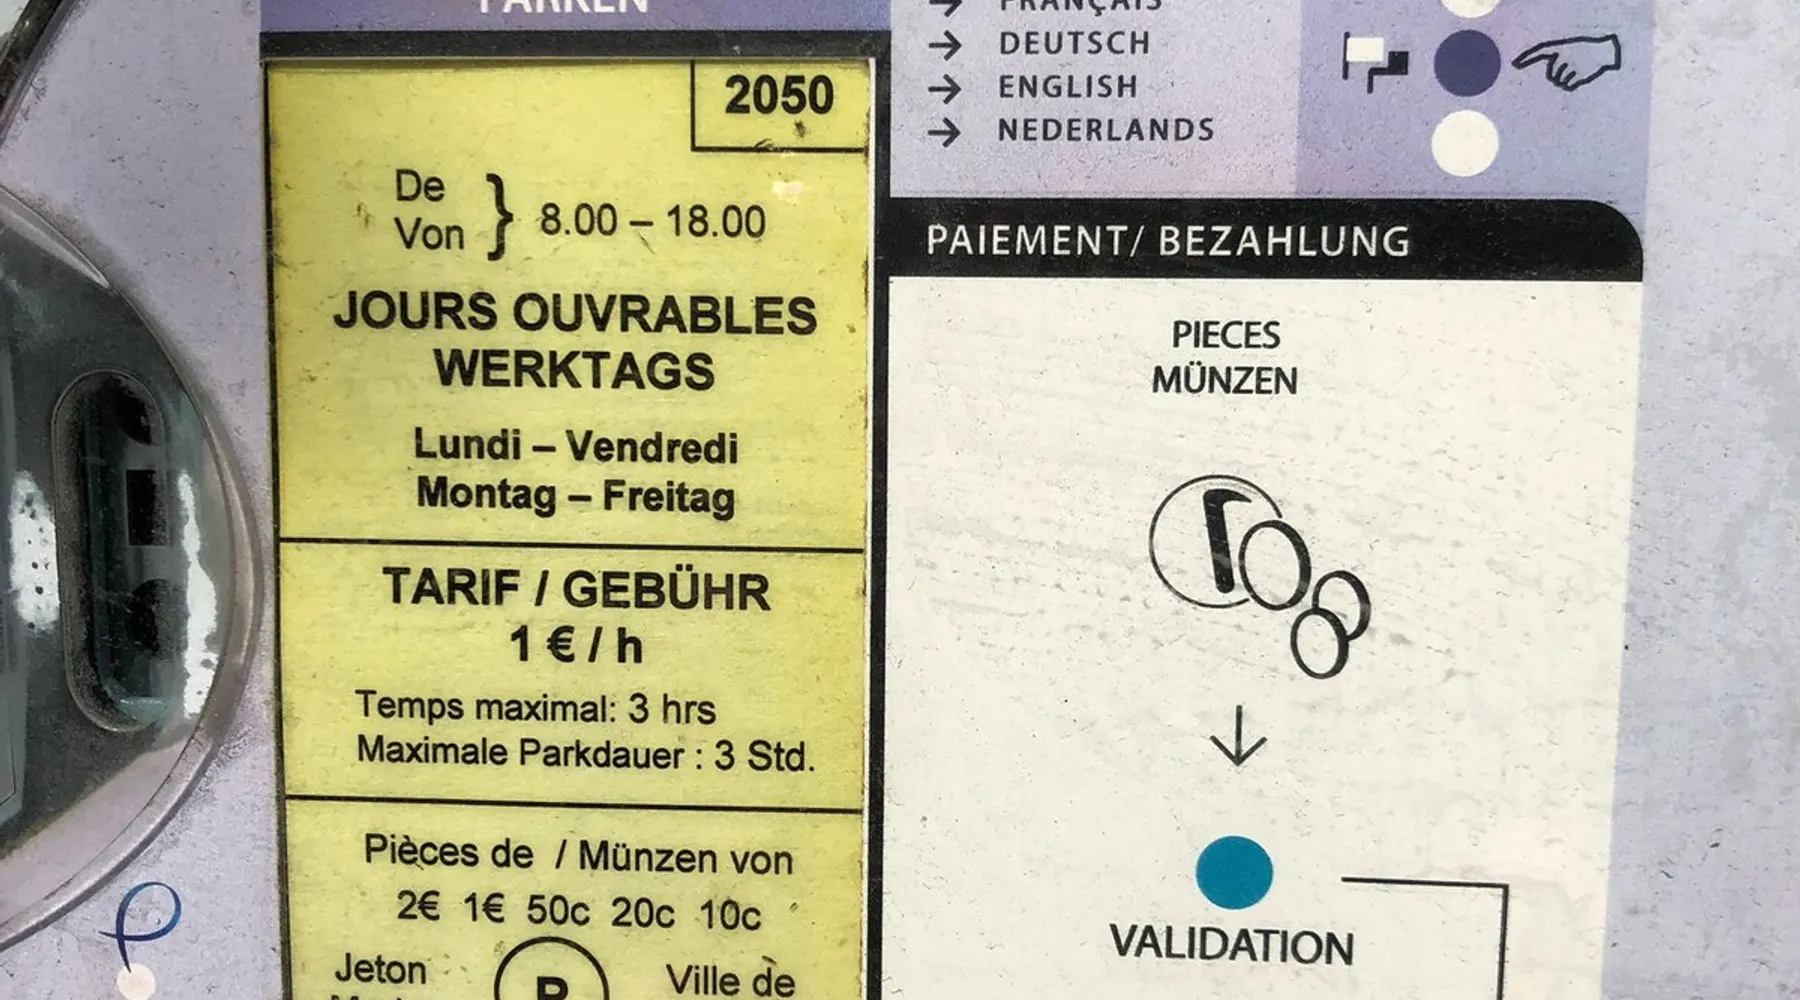 PARKEN
2050
De
Von } 8.00 – 18.00
JOURS OUVRABLES
WERKTAGS
Lundi – Vendredi
Montag – Freitag
TARIF / GEBÜHR
1 € / h
Temps maximal: 3 hrs
Maximale Parkdauer : 3 Std.
Pièces de / Münzen von
2€ 1€ 50c 20c 10c
Jeton
P
Ville de
→ FRANÇAIS
→ DEUTSCH
→ ENGLISH
→ NEDERLANDS
PAIEMENT/ BEZAHLUNG
PIECES
MÜNZEN
VALIDATION